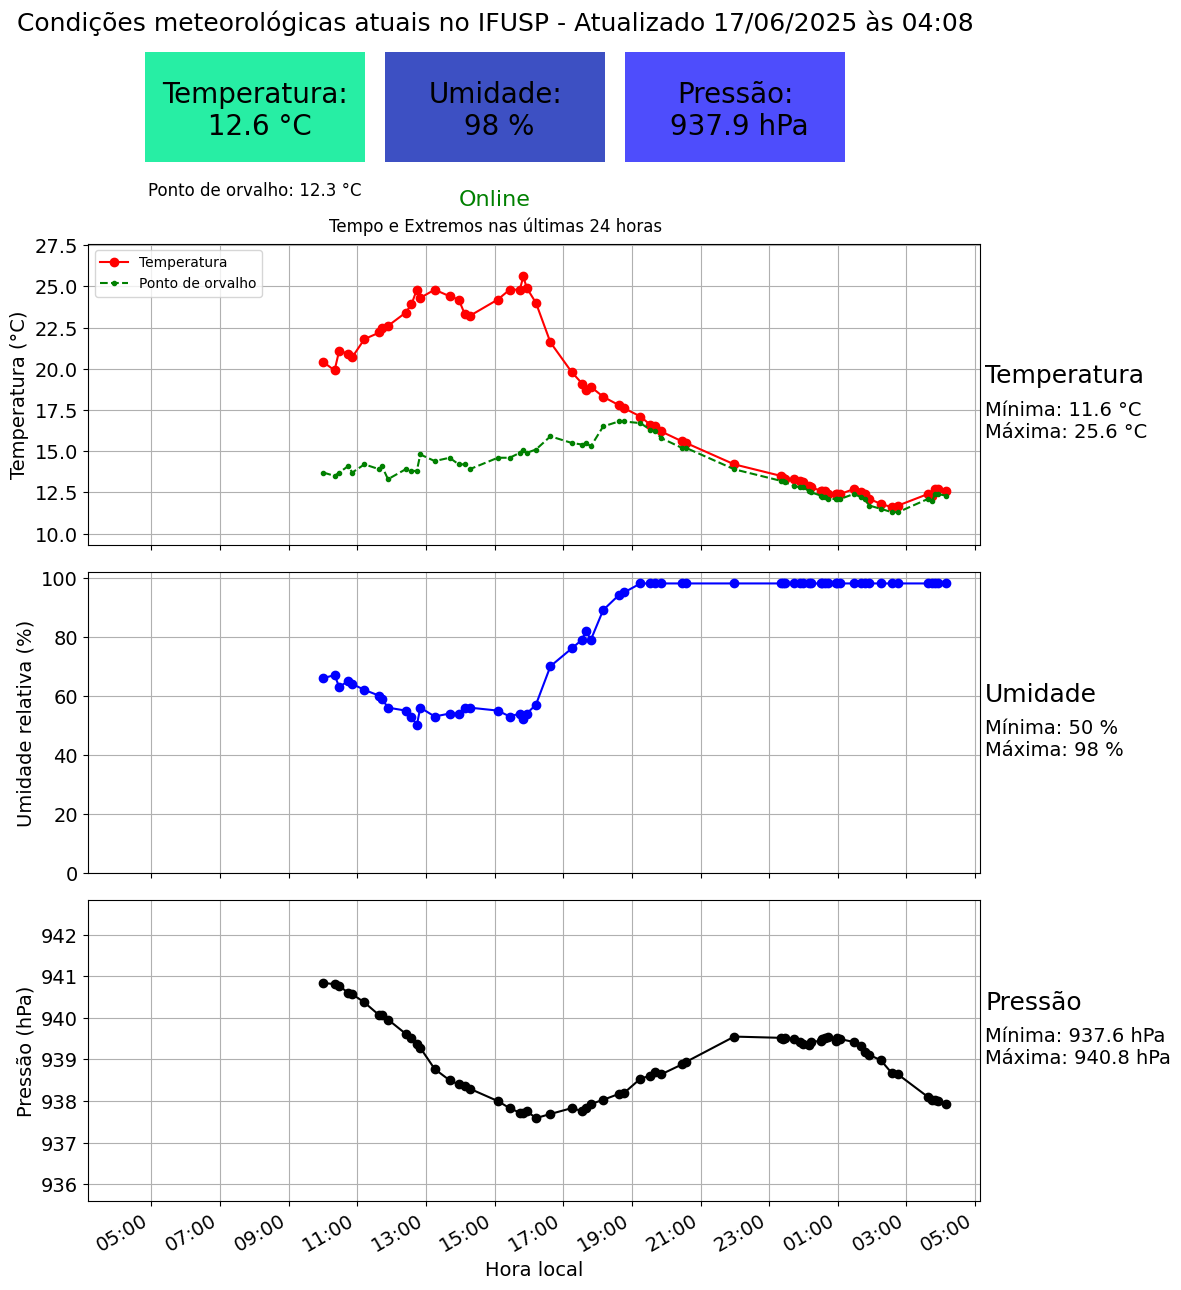 Condições meteorológicas atuais no IFUSP - Atualizado 17/06/2025 às 04:08
Temperatura:
12.6 °C
Umidade:
98 %
Pressão:
937.9 hPa
Ponto de orvalho: 12.3 °C
Online
Tempo e Extremos nas últimas 24 horas
Temperatura (°C)
27.5
25.0
22.5
20.0
17.5
15.0
12.5
10.0
Temperatura
Ponto de orvalho
Temperatura
Mínima: 11.6 °C
Máxima: 25.6 °C
Umidade relativa (%)
100
80
60
40
20
0
Umidade
Mínima: 50 %
Máxima: 98 %
Pressão (hPa)
942
941
940
939
938
937
936
Pressão
Mínima: 937.6 hPa
Máxima: 940.8 hPa
05:00
07:00
09:00
11:00
13:00
15:00
17:00
19:00
21:00
23:00
01:00
03:00
05:00
Hora local